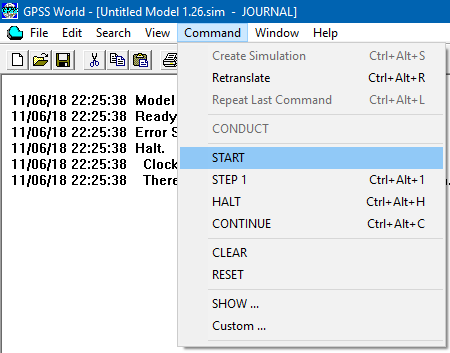 GPSS World - [Untitled Model 1.26.sim - JOURNAL]
File Edit Search View Command Window Help
Create Simulation Ctrl+Alt+S
Retranslate Ctrl+Alt+R
Repeat Last Command Ctrl+Alt+L
CONDUCT
START
STEP 1 Ctrl+Alt+1
HALT Ctrl+Alt+H
CONTINUE Ctrl+Alt+C
CLEAR
RESET
SHOW ...
Custom ...
11/06/18 22:25:38 Model
11/06/18 22:25:38 Ready
11/06/18 22:25:38 Error S
11/06/18 22:25:38 Halt.
11/06/18 22:25:38 Clock
11/06/18 22:25:38 There